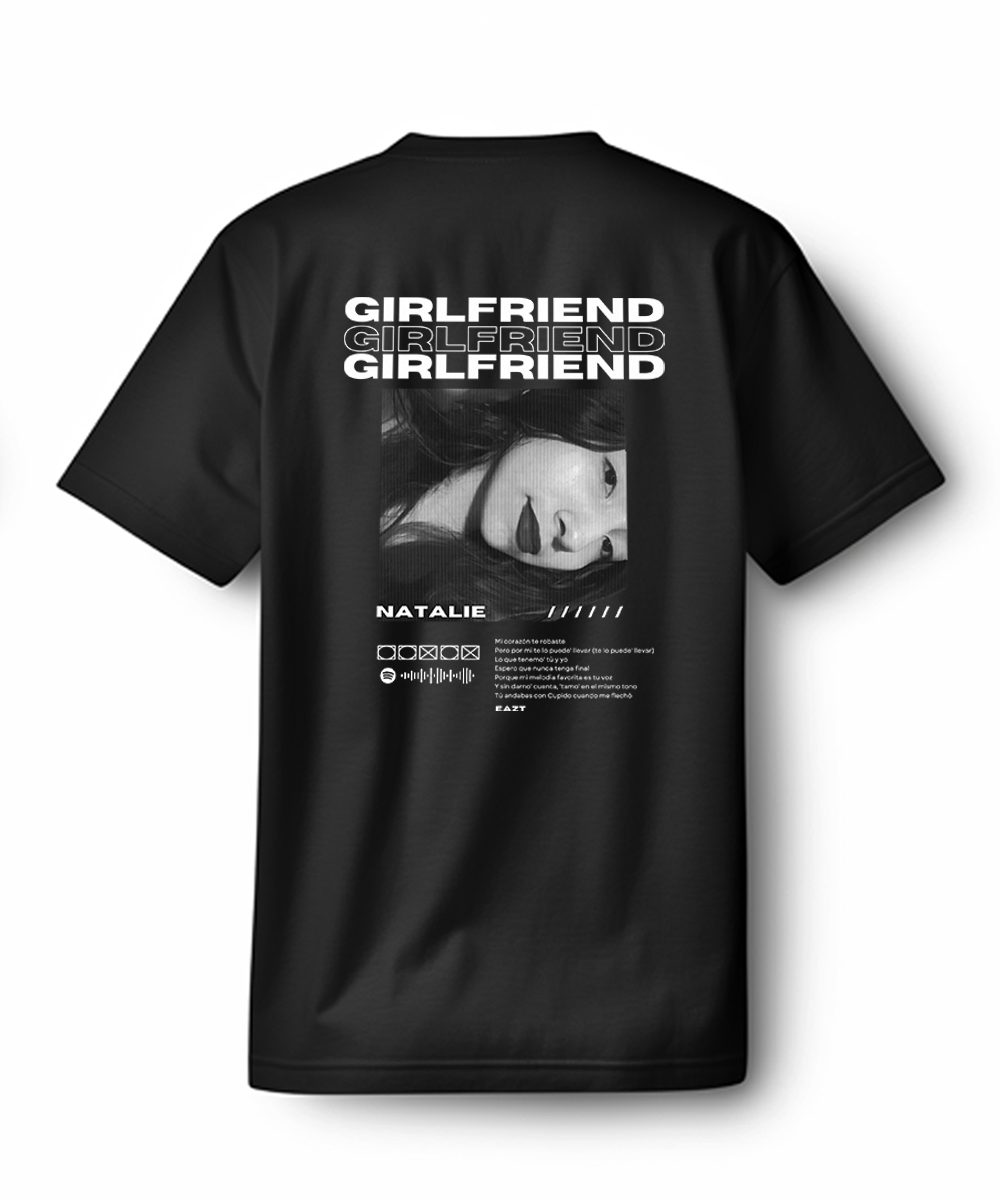 GIRLFRIEND
GIRLFRIEND
GIRLFRIEND
NATALIE //////
Mi corazón te robaste
Pero por mi te lo puede' llevar (te lo puede' llevar)
Lo que tenemo' tú y yo
Espero que nunca tenga final
Porque mi melodía favorita es tu voz
Y sin darno' cuenta, 'tamo' en el mismo tono
Tú andabas con Cupido cuando me flechó
EAZT